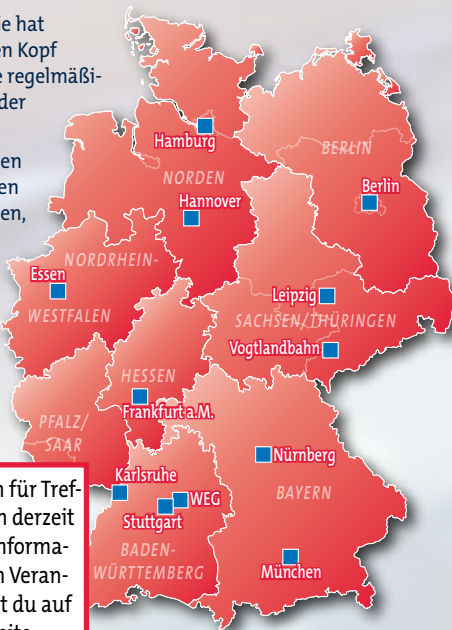 ie hat
en Kopf
e regelmäßi-
der
en
en
en,
Hamburg
BERLIN
NORDEN
Berlin
Hannover
NORDRHEIN-
WESTFALEN
Essen
Leipzig
SACHSEN/THÜRINGEN
Vogtlandbahn
HESSEN
Frankfurt a.M.
PFALZ/
SAAR
Nürnberg
Karlsruhe
WEG
BAYERN
Stuttgart
BADEN-
WÜRTTEMBERG
München
n für Tref-
n derzeit
nforma-
n Veran-
t du auf